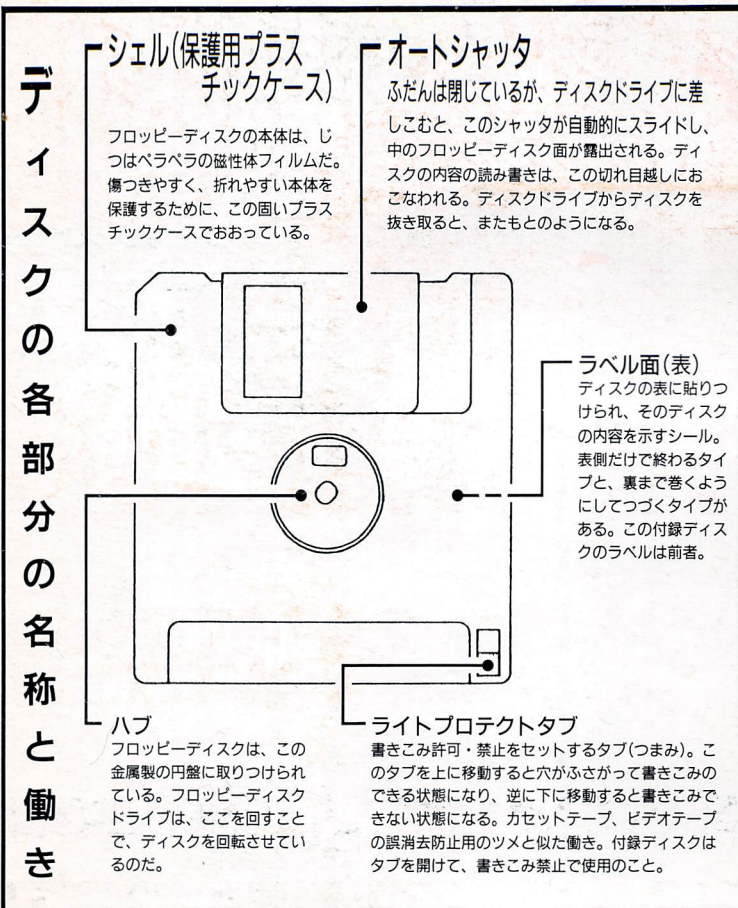 ディスクの各部分の名称と働き
シェル(保護用プラス
チックケース)
フロッピーディスクの本体は、じ
つはペラペラの磁性体フィルムだ。
傷つきやすく、折れやすい本体を
保護するために、この固いプラス
チックケースでおおっている。
オートシャッタ
ふだんは閉じているが、ディスクドライブに差
しこむと、このシャッタが自動的にスライドし、
中のフロッピーディスク面が露出される。ディ
スクの内容の読み書きは、この切れ目越しにお
こなわれる。ディスクドライブからディスクを
抜き取ると、またもとのようになる。
ラベル面(表)
ディスクの表に貼りつ
けられ、そのディスク
の内容を示すシール。
表側だけで終わるタイ
プと、裏まで巻くよう
にしてつづくタイプが
ある。この付録ディス
クのラベルは前者。
ハブ
フロッピーディスクは、この
金属製の円盤に取りつけられ
ている。フロッピーディスク
ドライブは、ここを回すこと
で、ディスクを回転させてい
るのだ。
ライトプロテクトタブ
書きこみ許可・禁止をセットするタブ(つまみ)。こ
のタブを上に移動すると穴がふさがって書きこみの
できる状態になり、逆に下に移動すると書きこみで
きない状態になる。カセットテープ、ビデオテープ
の誤消去防止用のツメと似た働き。付録ディスクは
タブを開けて、書きこみ禁止で使用のこと。